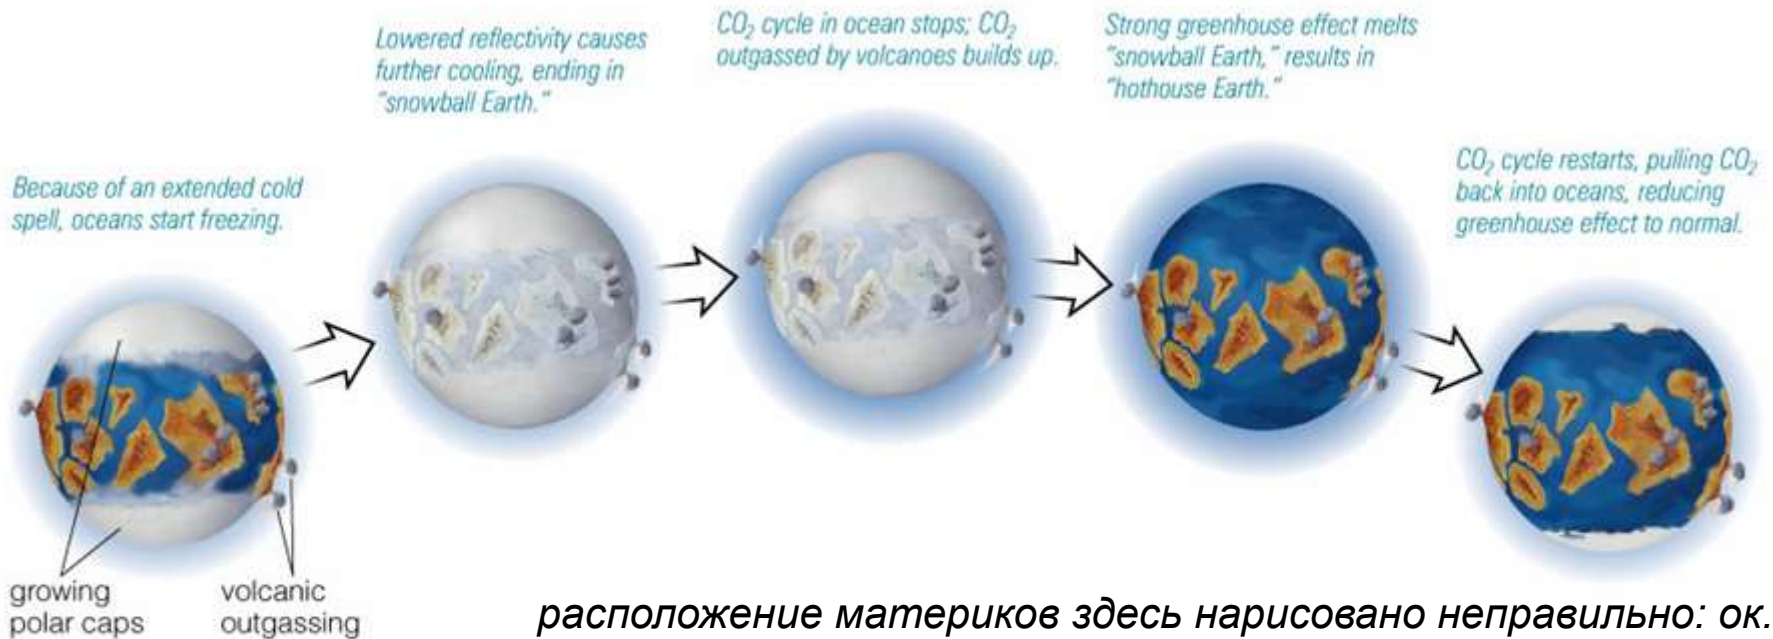 Because of an extended cold
spell, oceans start freezing.
growing
polar caps
volcanic
outgassing
Lowered reflectivity causes
further cooling, ending in
"snowball Earth."
CO₂ cycle in ocean stops; CO₂
outgassed by volcanoes builds up.
Strong greenhouse effect melts
"snowball Earth," results in
"hothouse Earth."
CO₂ cycle restarts, pulling CO₂
back into oceans, reducing
greenhouse effect to normal.
расположение материков здесь нарисовано неправильно: ок.